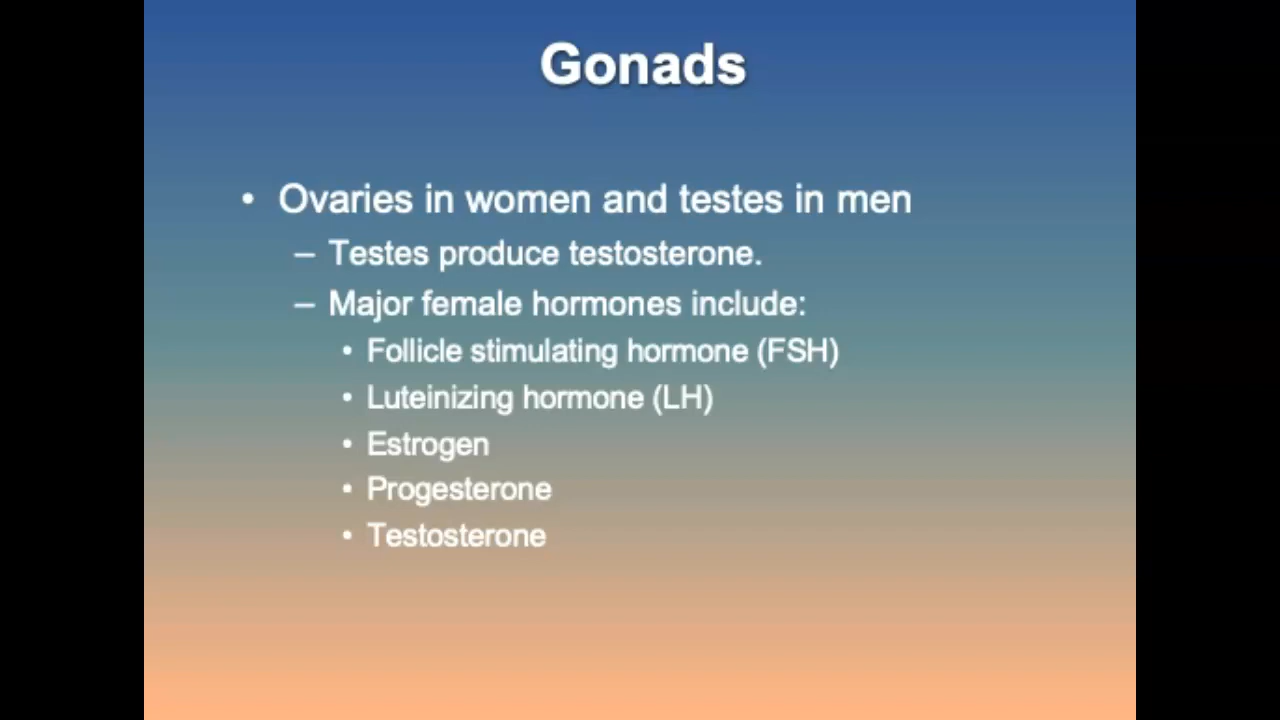 Gonads
• Ovaries in women and testes in men
– Testes produce testosterone.
– Major female hormones include:
• Follicle stimulating hormone (FSH)
• Luteinizing hormone (LH)
• Estrogen
• Progesterone
• Testosterone